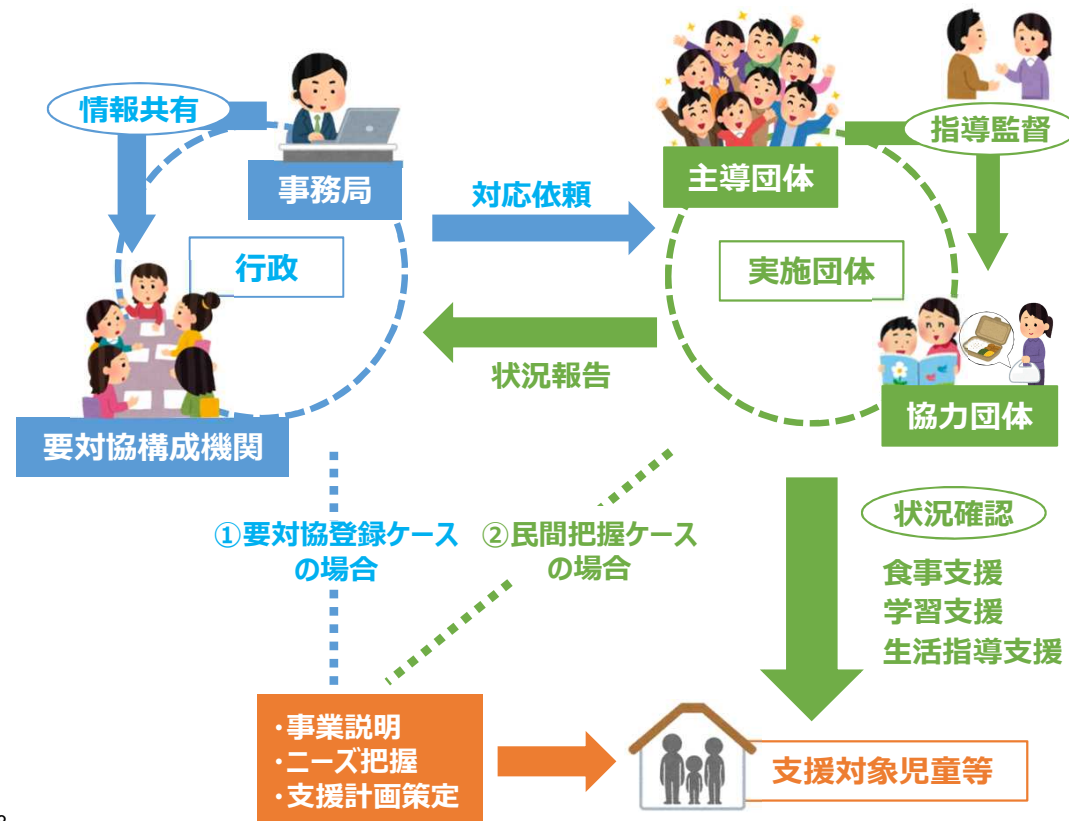 情報共有
事務局
行政
要対協構成機関
対応依頼
状況報告
主導団体
指導監督
実施団体
協力団体
①要対協登録ケース
の場合
②民間把握ケース
の場合
状況確認
食事支援
学習支援
生活指導支援
・事業説明
・ニーズ把握
・支援計画策定
支援対象児童等